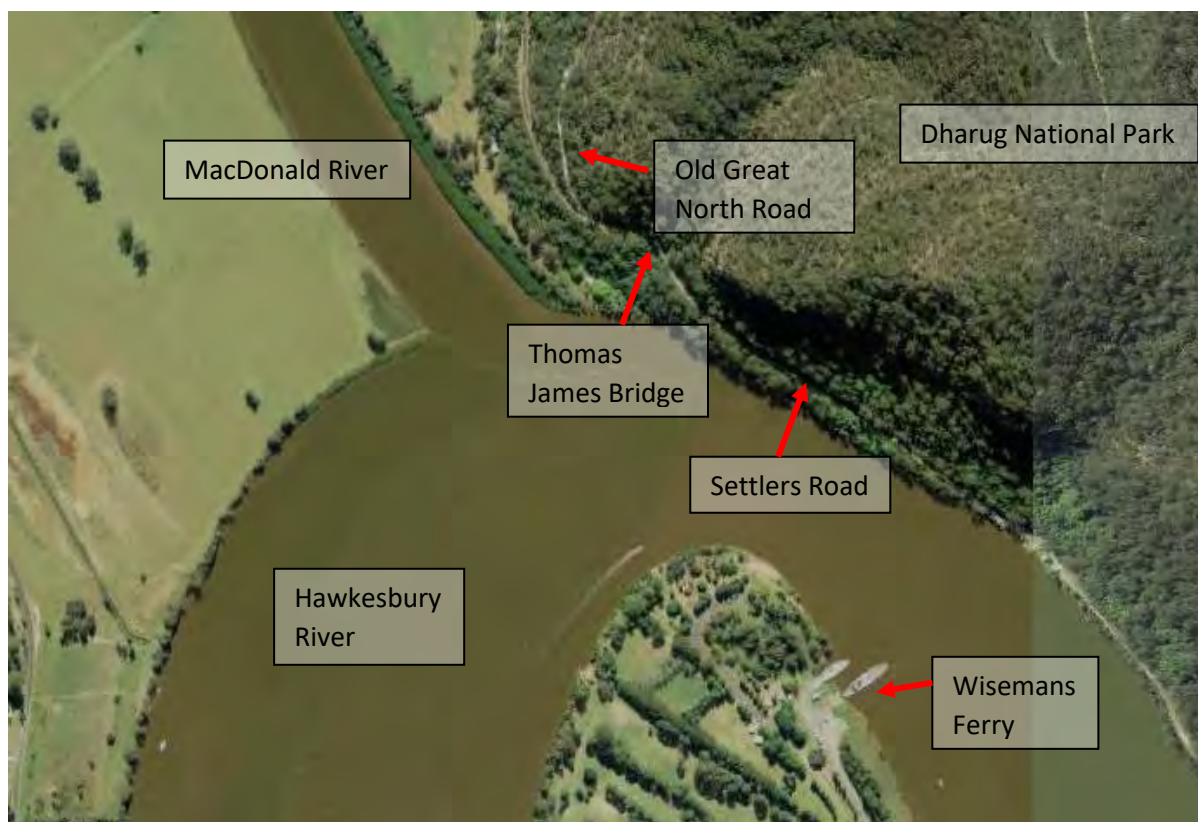 Dharug National Park
MacDonald River
Old Great
North Road
Thomas
James Bridge
Settlers Road
Hawkesbury
River
Wisemans
Ferry